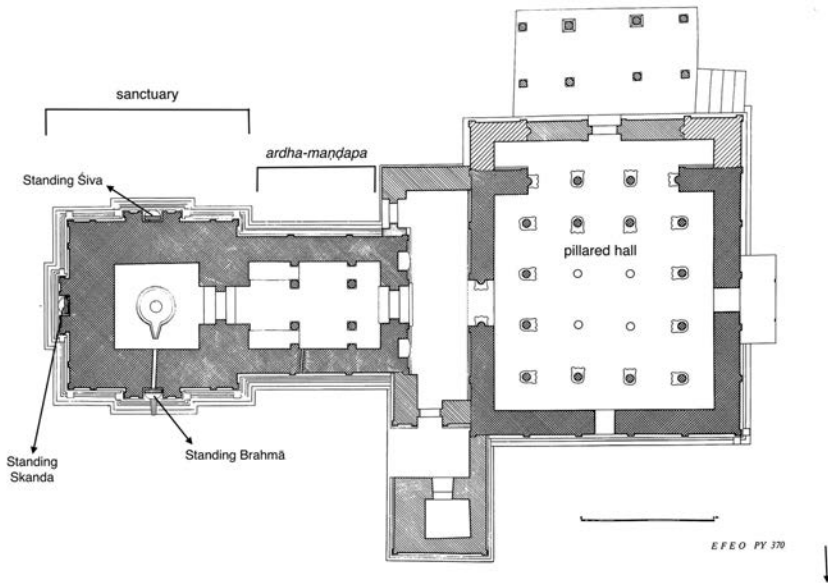 sanctuary
ardha-maṇḍapa
Standing Śiva
pillared hall
Standing
Skanda
Standing Brahmā
EFEO PY 370